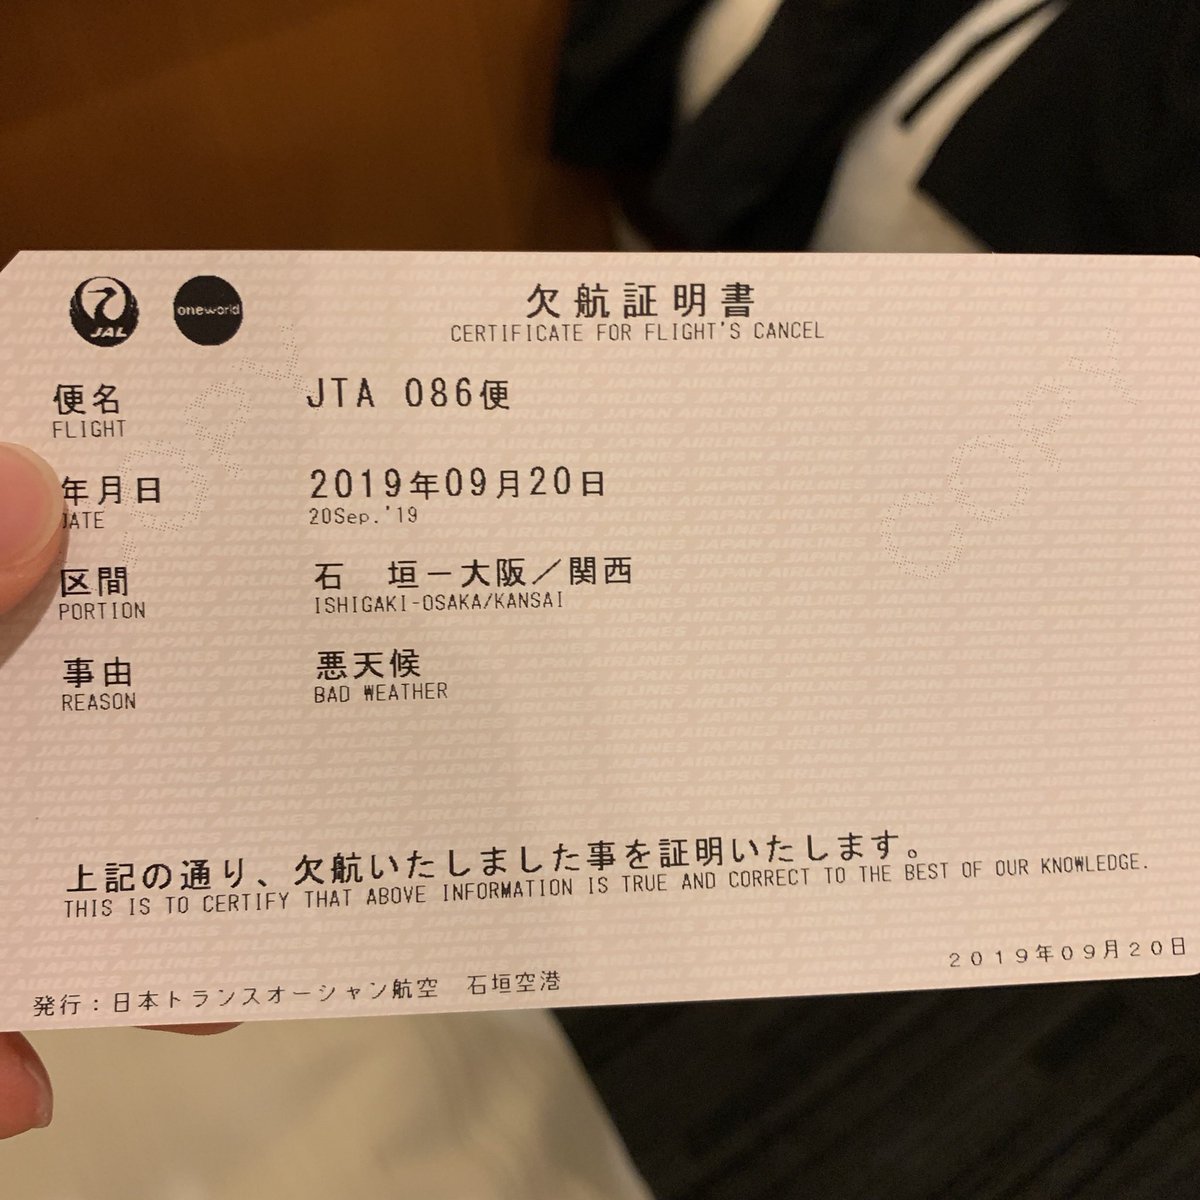 JAL
oneworld
欠航証明書
CERTIFICATE FOR FLIGHT'S CANCEL
便名
JTA 086便
FLIGHT
年月日
2019年09月20日
DATE
20Sep.'19
区間
石 垣－大阪／関西
PORTION
ISHIGAKI-OSAKA/KANSAI
事由
悪天候
REASON
BAD WEATHER
上記の通り、欠航いたしました事を証明いたします。
THIS IS TO CERTIFY THAT ABOVE INFORMATION IS TRUE AND CORRECT TO THE BEST OF OUR KNOWLEDGE.
2019年09月20日
発行：日本トランスオーシャン航空 石垣空港
JAPAN AIRLINES